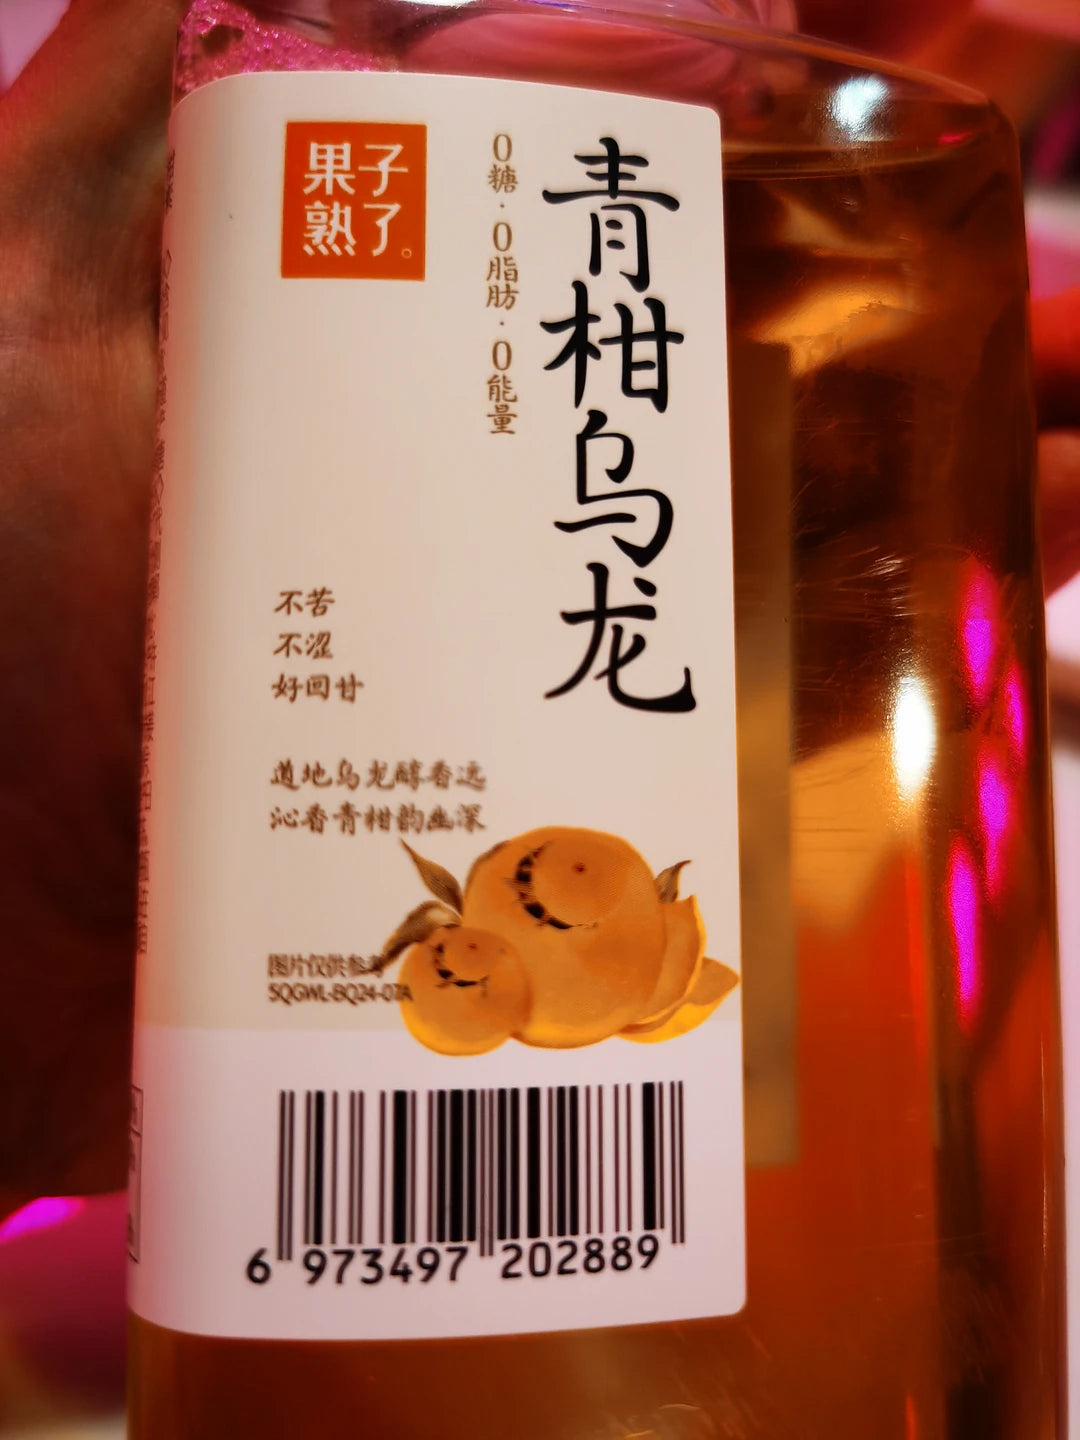 果子
熟了。
青柑乌龙
0糖·0脂肪·0能量
不苦
不涩
好回甘
道地乌龙醇香远
沁香青柑韵幽深
图片仅供参考
SQGWL-BQ24-07A
6 973497 202889